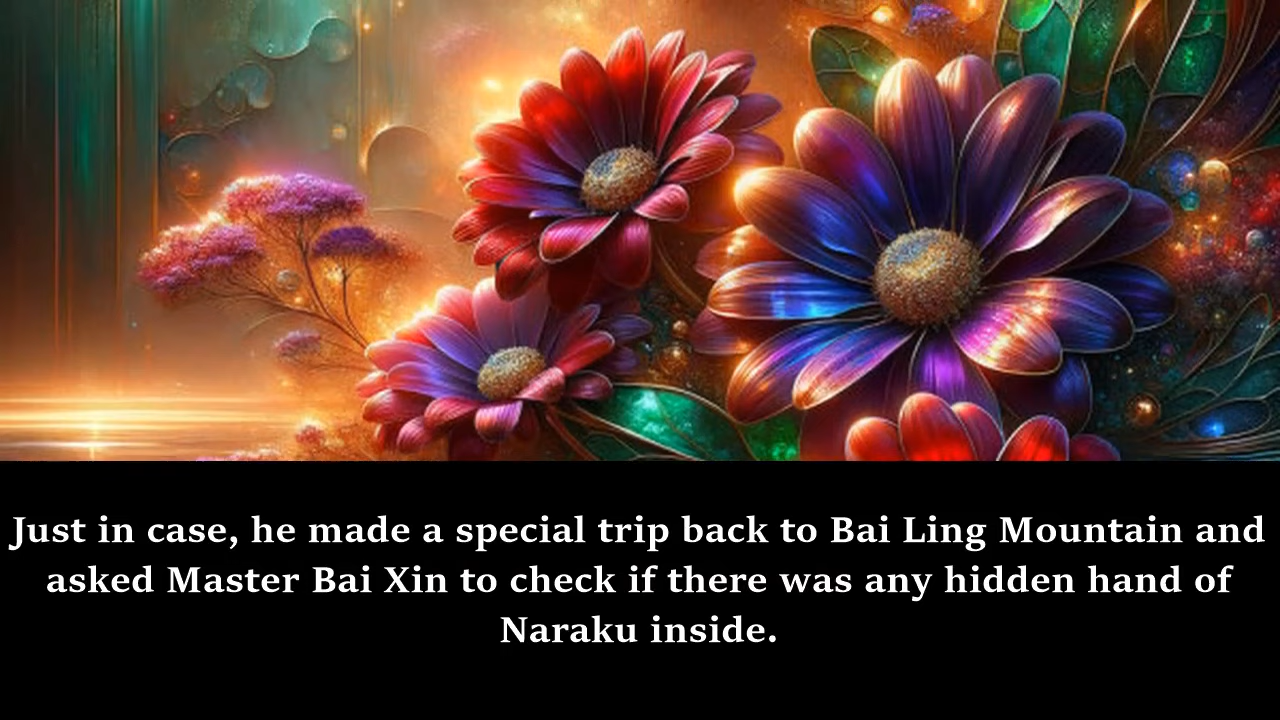 Just in case, he made a special trip back to Bai Ling Mountain and
asked Master Bai Xin to check if there was any hidden hand of
Naraku inside.